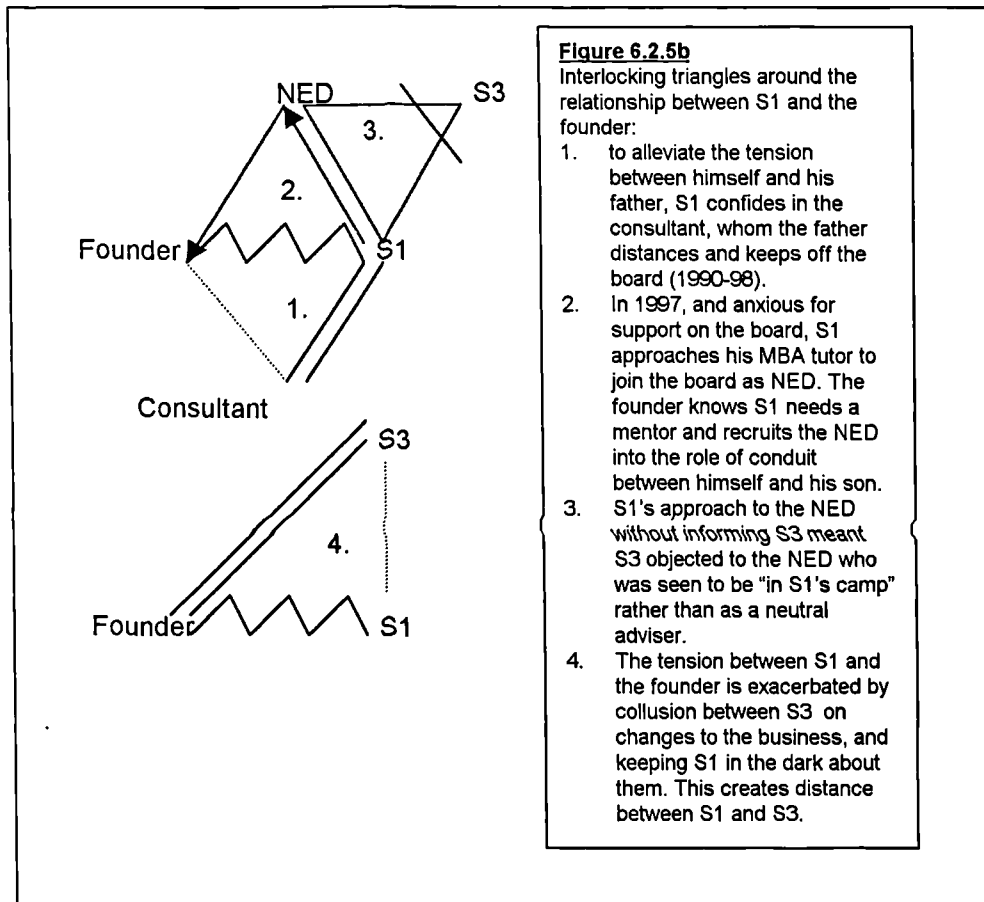 NED
S3
3.
2.
Founder
S1
1.
Consultant
S3
4.
Founder
S1
Figure 6.2.5b
Interlocking triangles around the
relationship between S1 and the
founder:
1. to alleviate the tension
between himself and his
father, S1 confides in the
consultant, whom the father
distances and keeps off the
board (1990-98).
2. In 1997, and anxious for
support on the board, S1
approaches his MBA tutor to
join the board as NED. The
founder knows S1 needs a
mentor and recruits the NED
into the role of conduit
between himself and his son.
3. S1's approach to the NED
without informing S3 meant
S3 objected to the NED who
was seen to be "in S1's camp"
rather than as a neutral
adviser.
4. The tension between S1 and
the founder is exacerbated by
collusion between S3 on
changes to the business, and
keeping S1 in the dark about
them. This creates distance
between S1 and S3.